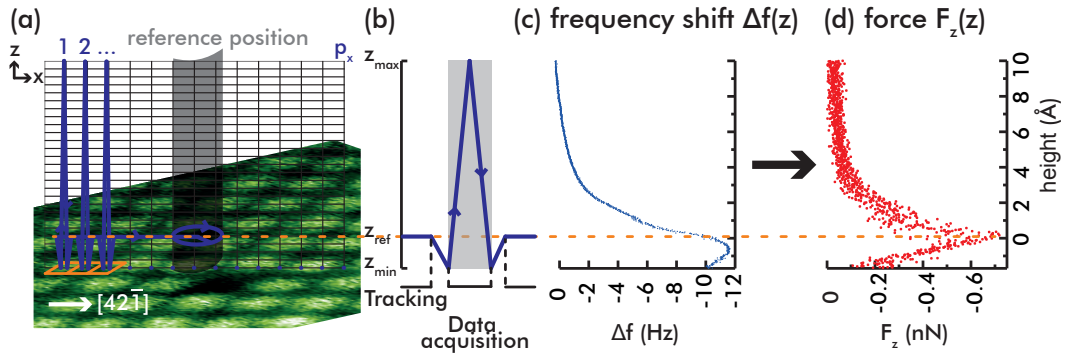 (a)
z
x
1 2 ...
reference position
p_x
[421̄]
(b)
z_max
z_ref
z_min
Tracking
Data
acquisition
(c) frequency shift Δf(z)
0 -2 -4 -6 -8 -10 -12
Δf (Hz)
(d) force F_z(z)
10
8
6
4
2
0
height (Å)
0 -0.2 -0.4 -0.6
F_z (nN)